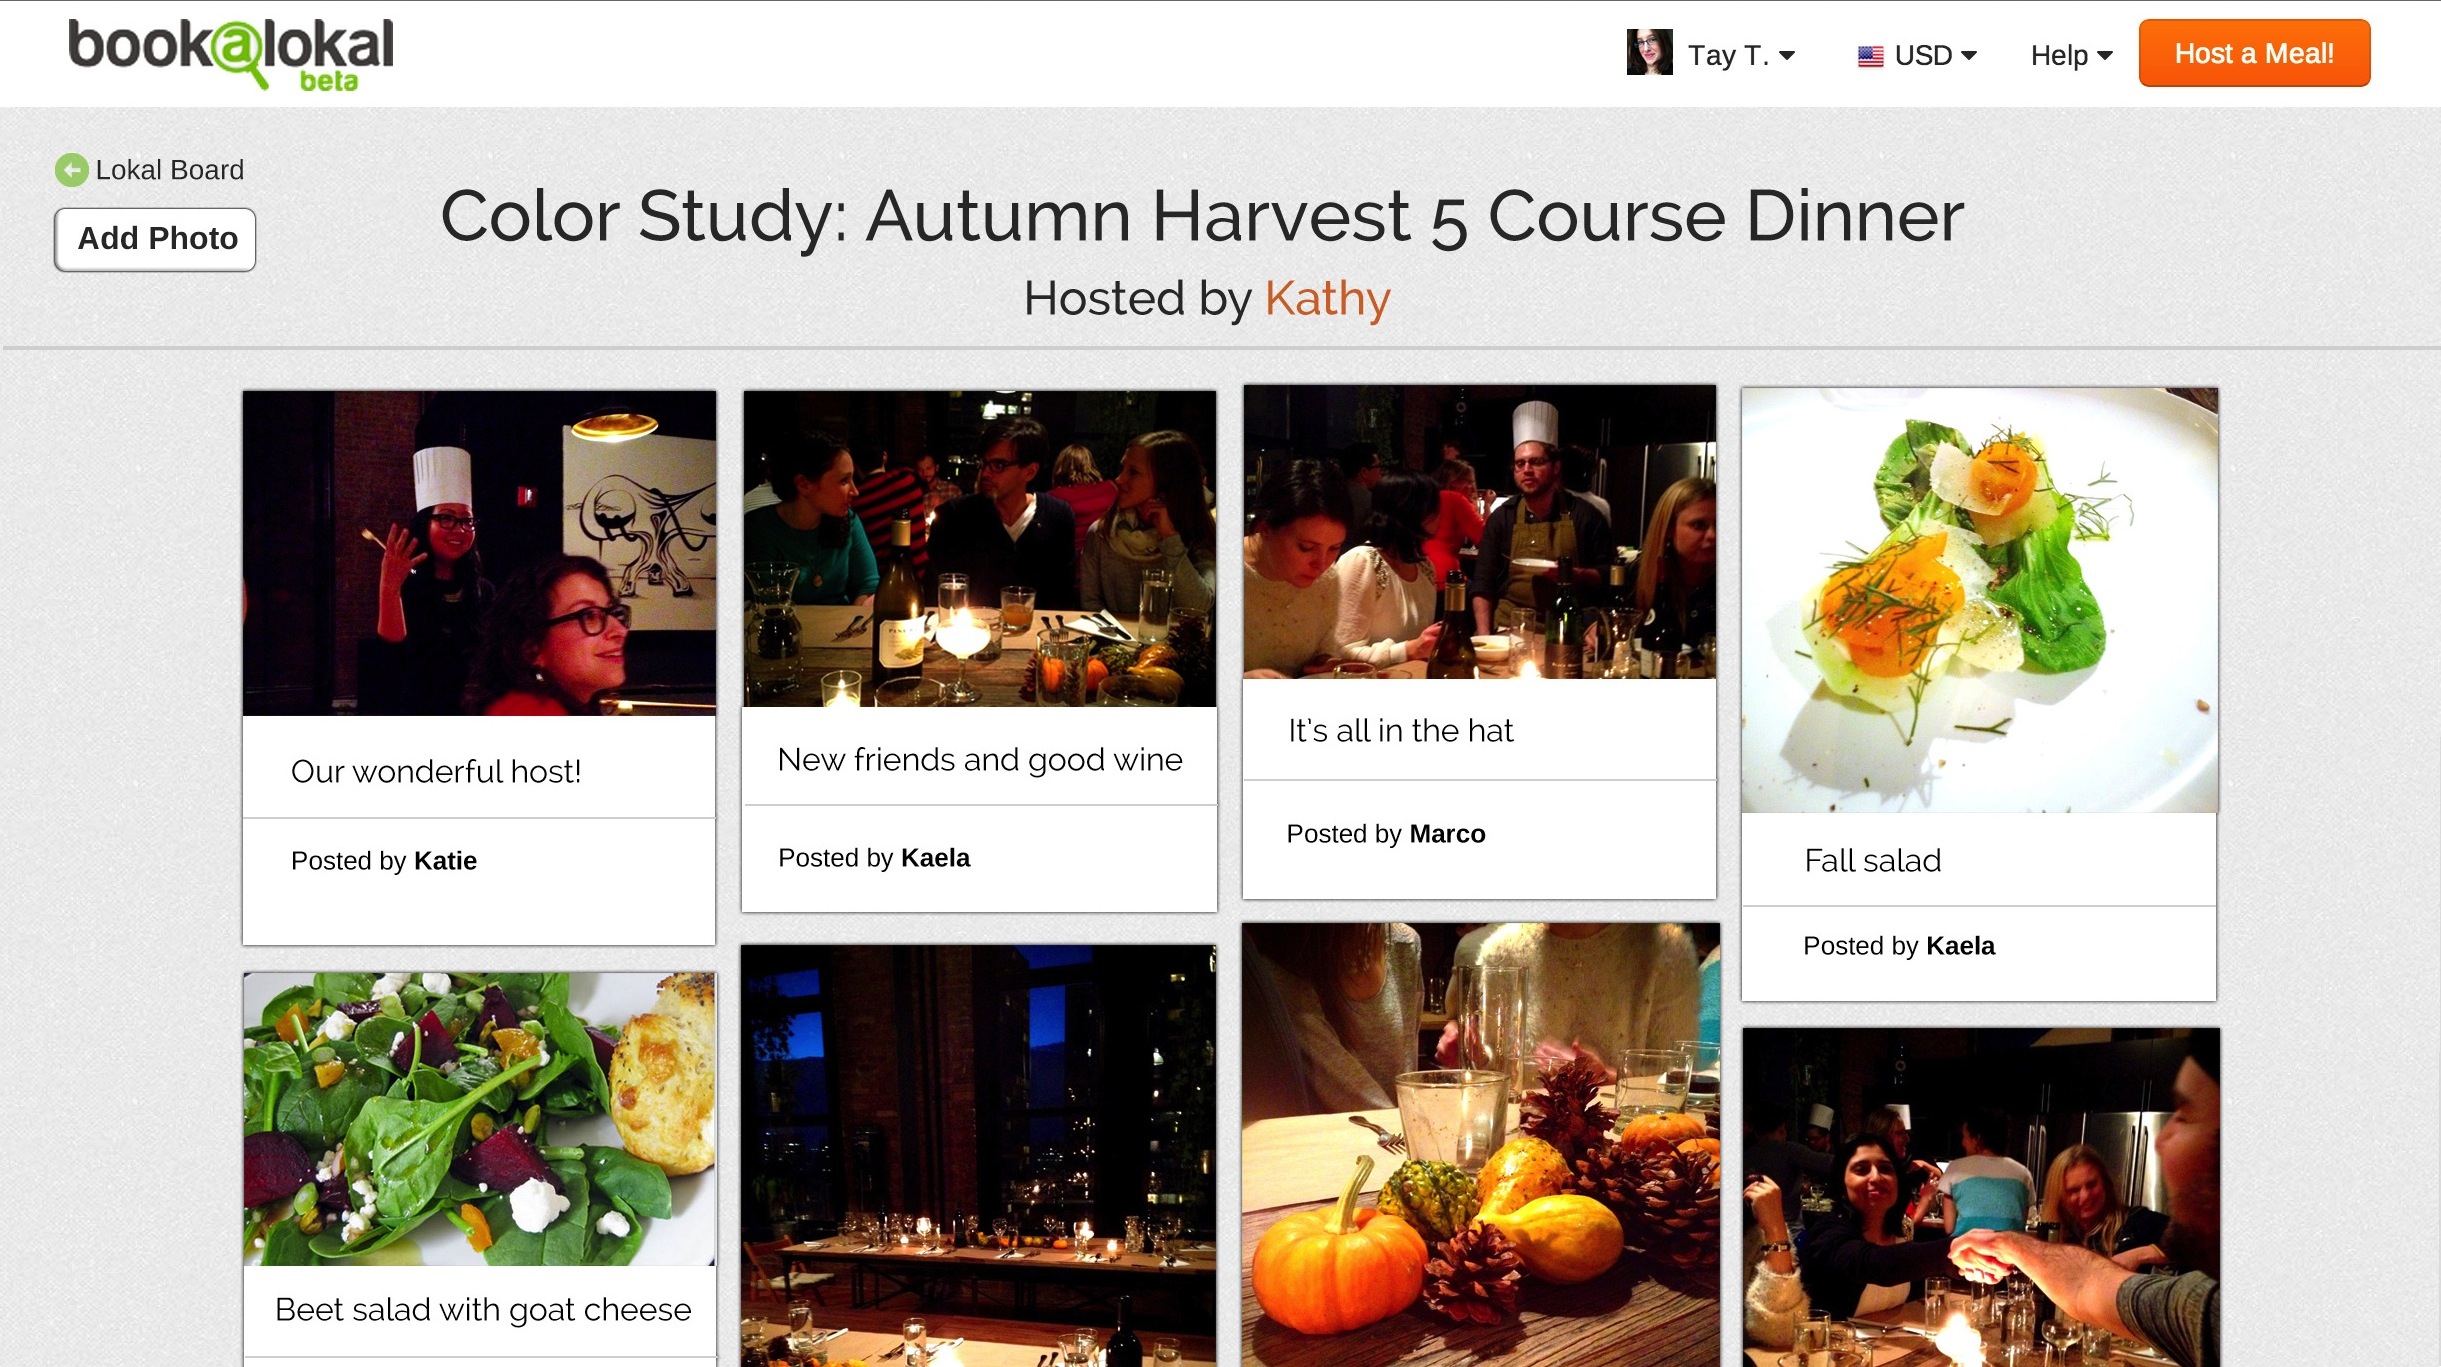 book@lokal
beta
Tay T.
USD
Help
Host a Meal!
Lokal Board
Add Photo
Color Study: Autumn Harvest 5 Course Dinner
Hosted by Kathy
Our wonderful host!
Posted by Katie
New friends and good wine
Posted by Kaela
It's all in the hat
Posted by Marco
Fall salad
Posted by Kaela
Beet salad with goat cheese